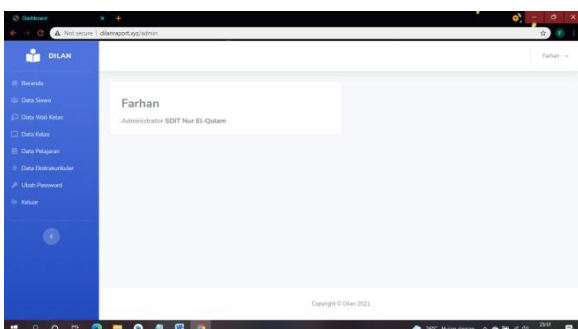 Dashboard
Not secure | dilanraport.xyz/admin
DILAN
Farhan
Beranda
Data Siswa
Data Wali Kelas
Data Kelas
Data Pelajaran
Data Ekstrakurikuler
Ubah Password
Keluar
Farhan
Administrator SDIT Nur El-Qolam
Copyright © Dilan 2021